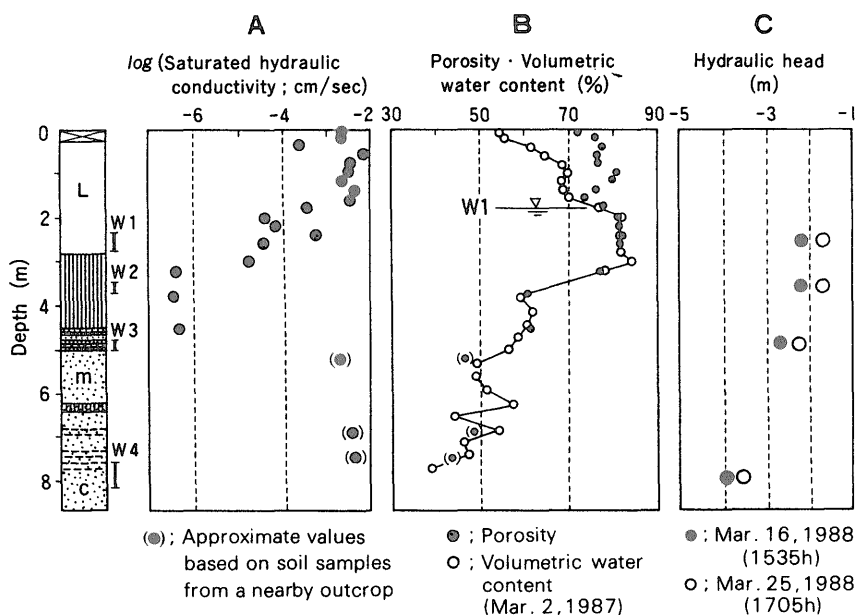 A
B
C
log (Saturated hydraulic
conductivity ; cm/sec)
Porosity · Volumetric
water content (%)
Hydraulic head
(m)
-6 -4 -2
30 50 70 90
-5 -3 -1
Depth (m)
0
2
4
6
8
L
m
c
W1
W2
W3
W4
W1
( ) ; Approximate values
based on soil samples
from a nearby outcrop
; Porosity
; Volumetric water
content
(Mar. 2, 1987)
; Mar. 16, 1988
(1535h)
; Mar. 25, 1988
(1705h)